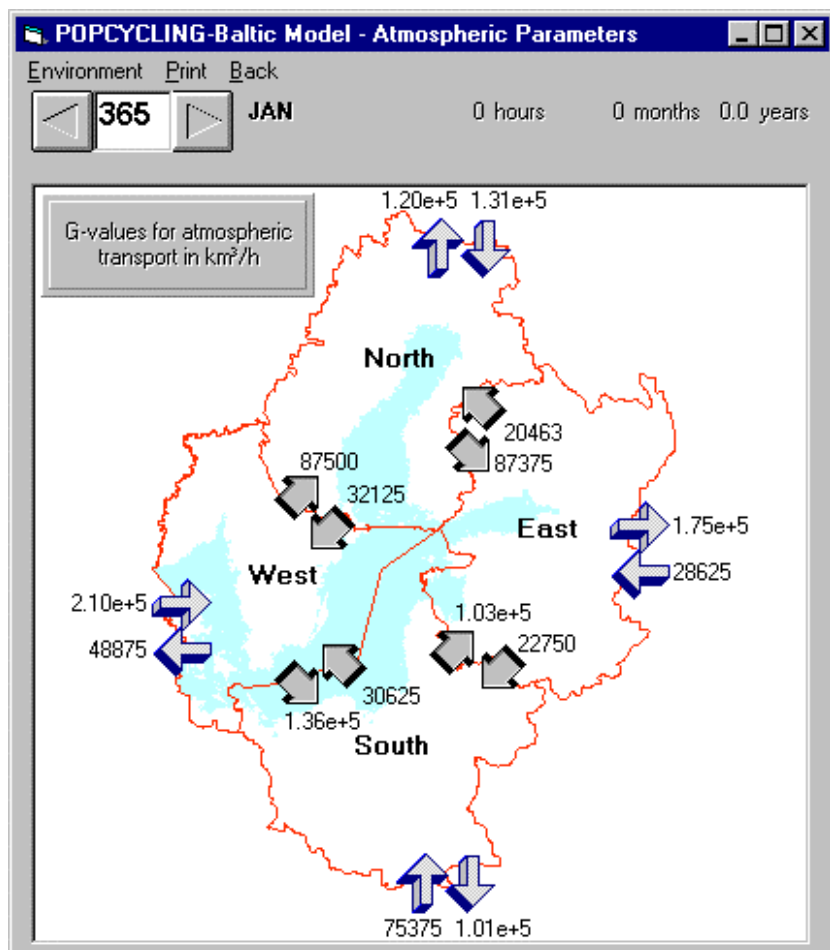 POPCYCLING-Baltic Model - Atmospheric Parameters
Environment Print Back
365 JAN 0 hours 0 months 0.0 years
G-values for atmospheric
transport in km³/h
1.20e+5 1.31e+5
North
20463
87375
87500
32125
East
1.75e+5
28625
West
2.10e+5
48875
1.03e+5
22750
30625
1.36e+5
South
75375 1.01e+5